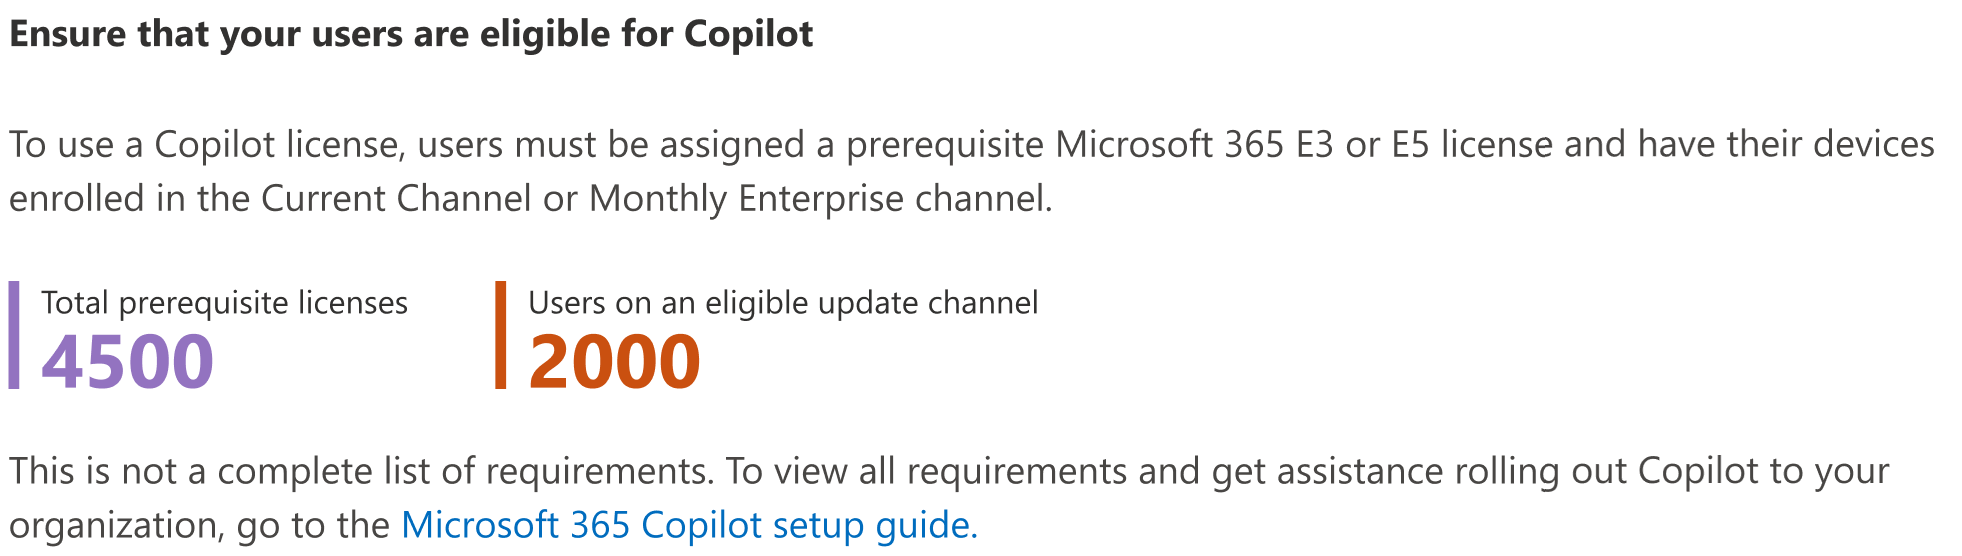 Ensure that your users are eligible for Copilot
To use a Copilot license, users must be assigned a prerequisite Microsoft 365 E3 or E5 license and have their devices
enrolled in the Current Channel or Monthly Enterprise channel.
Total prerequisite licenses
4500
Users on an eligible update channel
2000
This is not a complete list of requirements. To view all requirements and get assistance rolling out Copilot to your
organization, go to the Microsoft 365 Copilot setup guide.